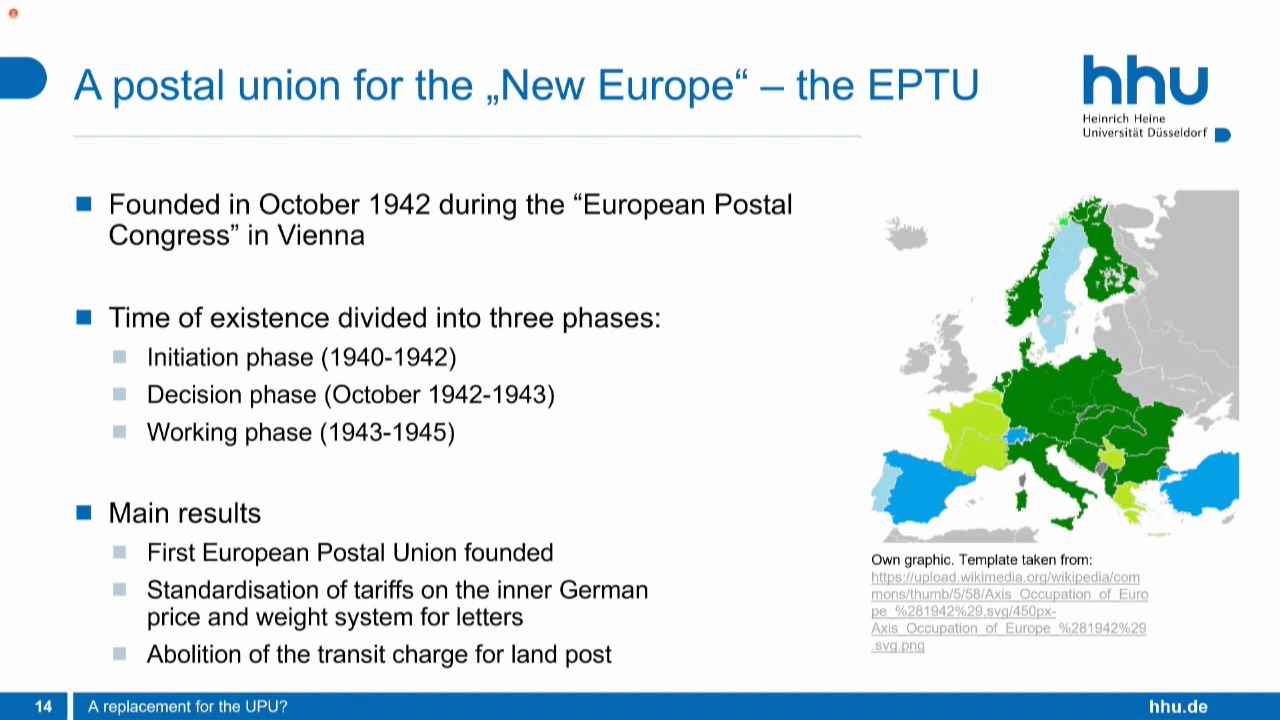 A postal union for the „New Europe“ – the EPTU
hhu
Heinrich Heine
Universität Düsseldorf
Founded in October 1942 during the “European Postal
Congress” in Vienna
Time of existence divided into three phases:
Initiation phase (1940-1942)
Decision phase (October 1942-1943)
Working phase (1943-1945)
Main results
First European Postal Union founded
Standardisation of tariffs on the inner German
price and weight system for letters
Abolition of the transit charge for land post
Own graphic. Template taken from:
https://upload.wikimedia.org/wikipedia/com
mons/thumb/5/58/Axis_Occupation_of_Euro
pe_%281942%29.svg/450px-
Axis_Occupation_of_Europe_%281942%29
.svg.png
14
A replacement for the UPU?
hhu.de